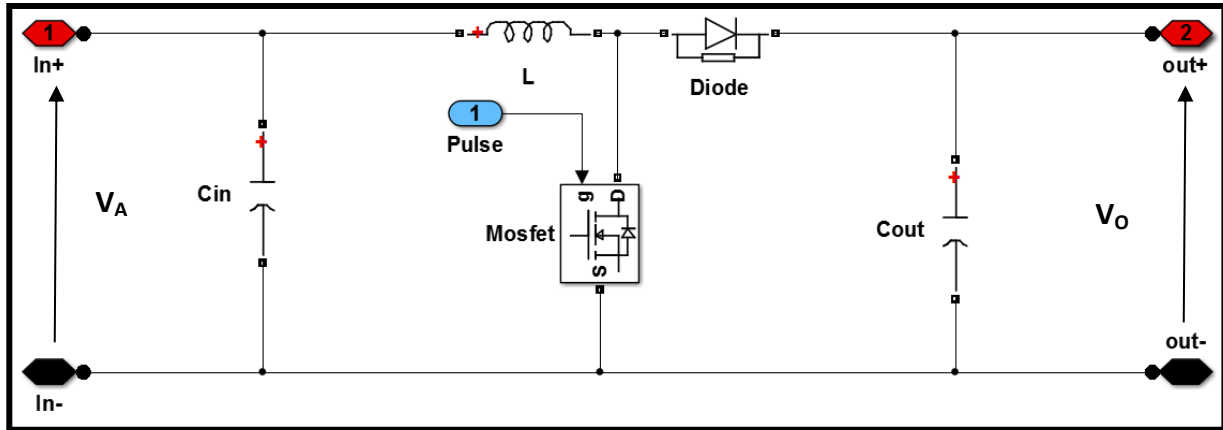 1
In+
L
Diode
2
out+
1
Pulse
VA
Cin
g
D
Mosfet
S
Cout
VO
In-
out-